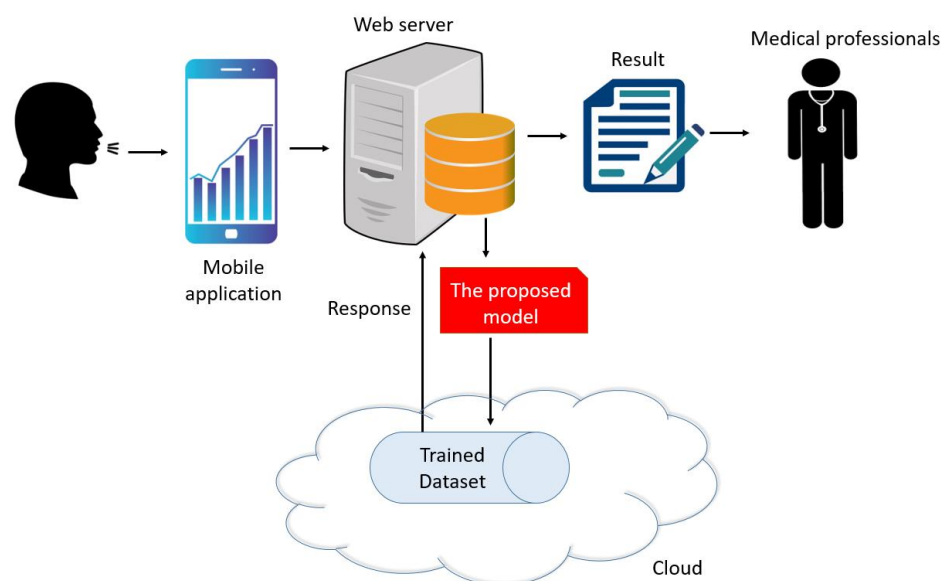 Web server
Medical professionals
Result
Mobile
application
Response
The proposed
model
Trained
Dataset
Cloud